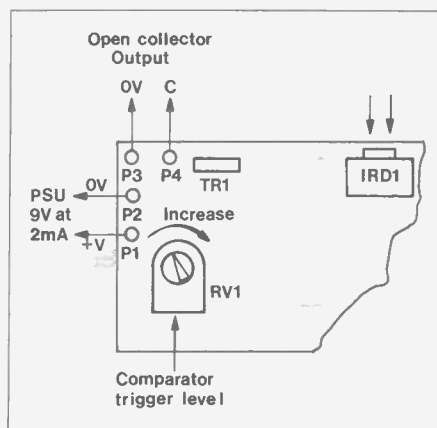 Open collector
Output
0V
C
P3
P4
TR1
IRD1
PSU
9V at
2mA
0V
P2
Increase
+V
P1
RV1
Comparator
trigger level